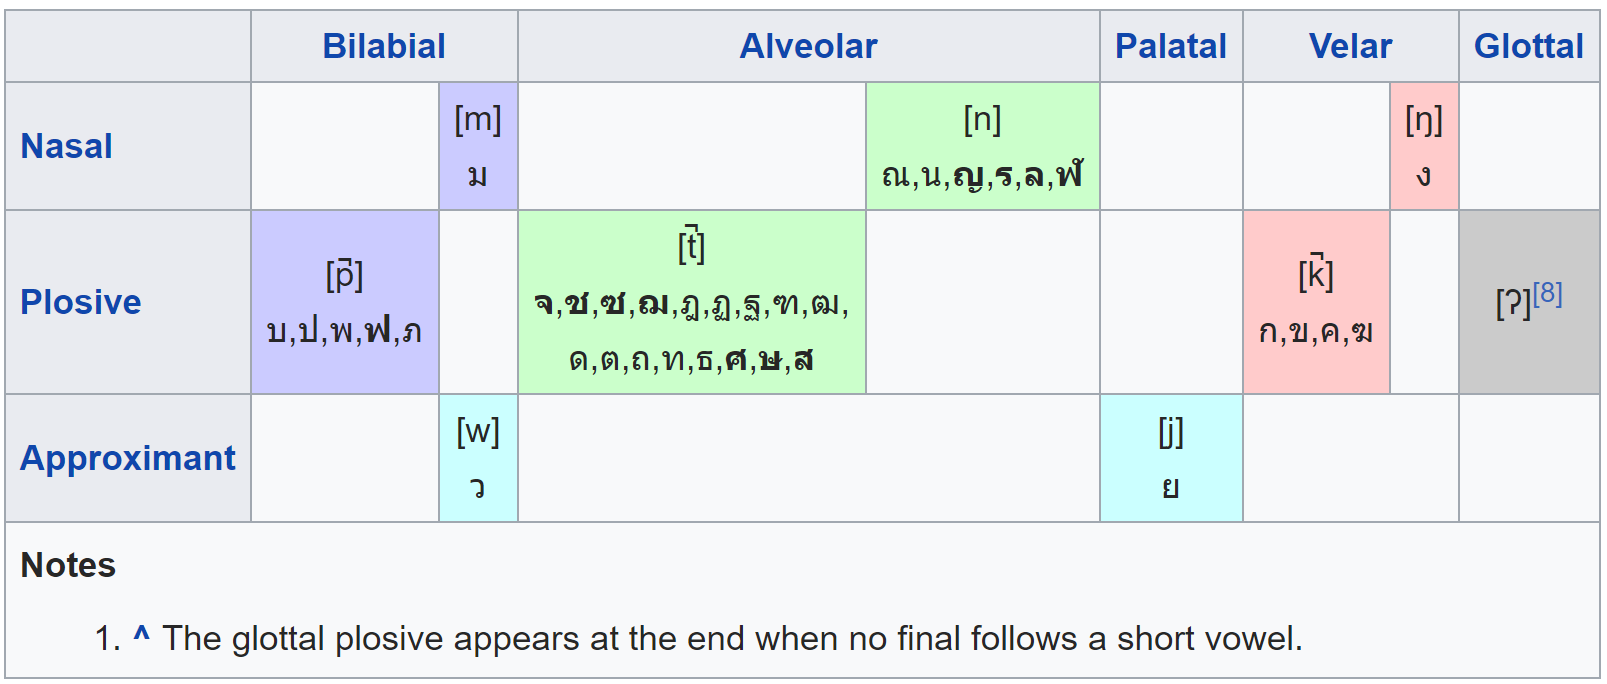 Bilabial Alveolar Palatal Velar Glottal
Nasal
[m]
ม
[n]
ณ,น,ญ,ร,ล,ฬ
[ŋ]
ง
Plosive
[p̚]
บ,ป,พ,ฟ,ภ
[t̚]
จ,ช,ซ,ฌ,ฎ,ฏ,ฐ,ฑ,ฒ,
ด,ต,ถ,ท,ธ,ศ,ษ,ส
[k̚]
ก,ข,ค,ฆ
[ʔ][8]
Approximant
[w]
ว
[j]
ย
Notes
1. ^ The glottal plosive appears at the end when no final follows a short vowel.